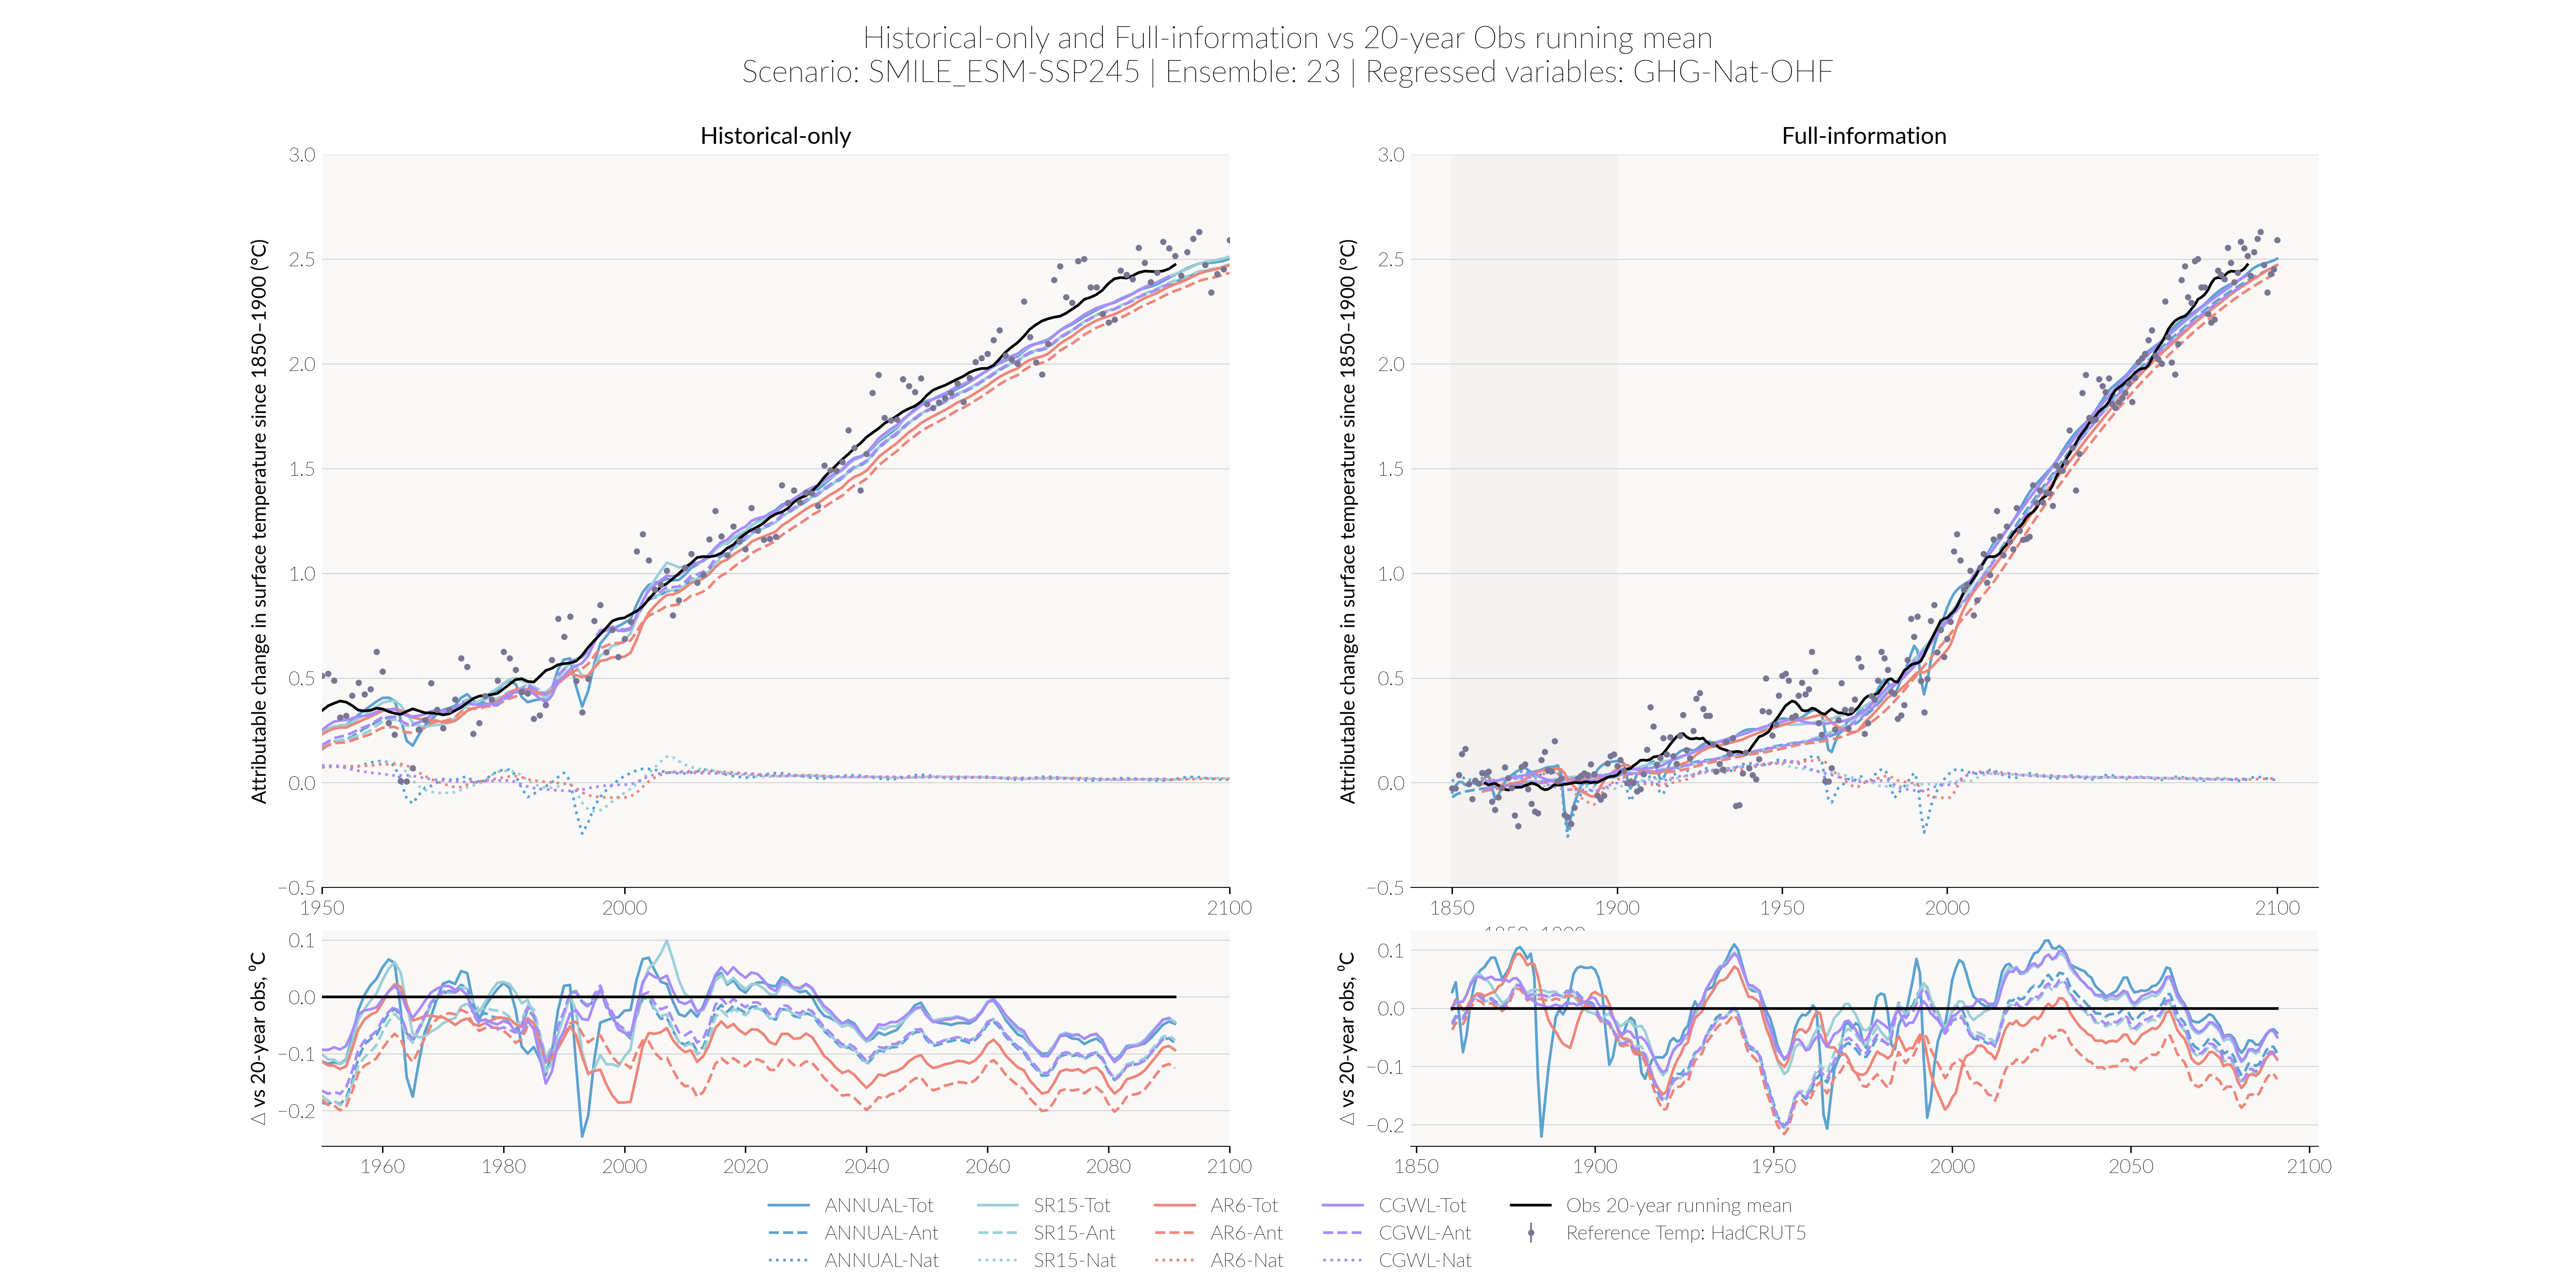 Historical-only and Full-information vs 20-year Obs running mean
Scenario: SMILE_ESM-SSP245 | Ensemble: 23 | Regressed variables: GHG-Nat-OHF
Historical-only
Attributable change in surface temperature since 1850–1900 (°C)
3.0
2.5
2.0
1.5
1.0
0.5
0.0
−0.5
1950 2000 2100
Δ vs 20-year obs, °C
0.1
0.0
−0.1
−0.2
1960 1980 2000 2020 2040 2060 2080 2100
Full-information
Attributable change in surface temperature since 1850–1900 (°C)
3.0
2.5
2.0
1.5
1.0
0.5
0.0
−0.5
1850 1900 1950 2000 2100
Δ vs 20-year obs, °C
0.1
0.0
−0.1
−0.2
1850 1900 1950 2000 2050 2100
ANNUAL-Tot SR15-Tot AR6-Tot CGWL-Tot Obs 20-year running mean
ANNUAL-Ant SR15-Ant AR6-Ant CGWL-Ant Reference Temp: HadCRUT5
ANNUAL-Nat SR15-Nat AR6-Nat CGWL-Nat